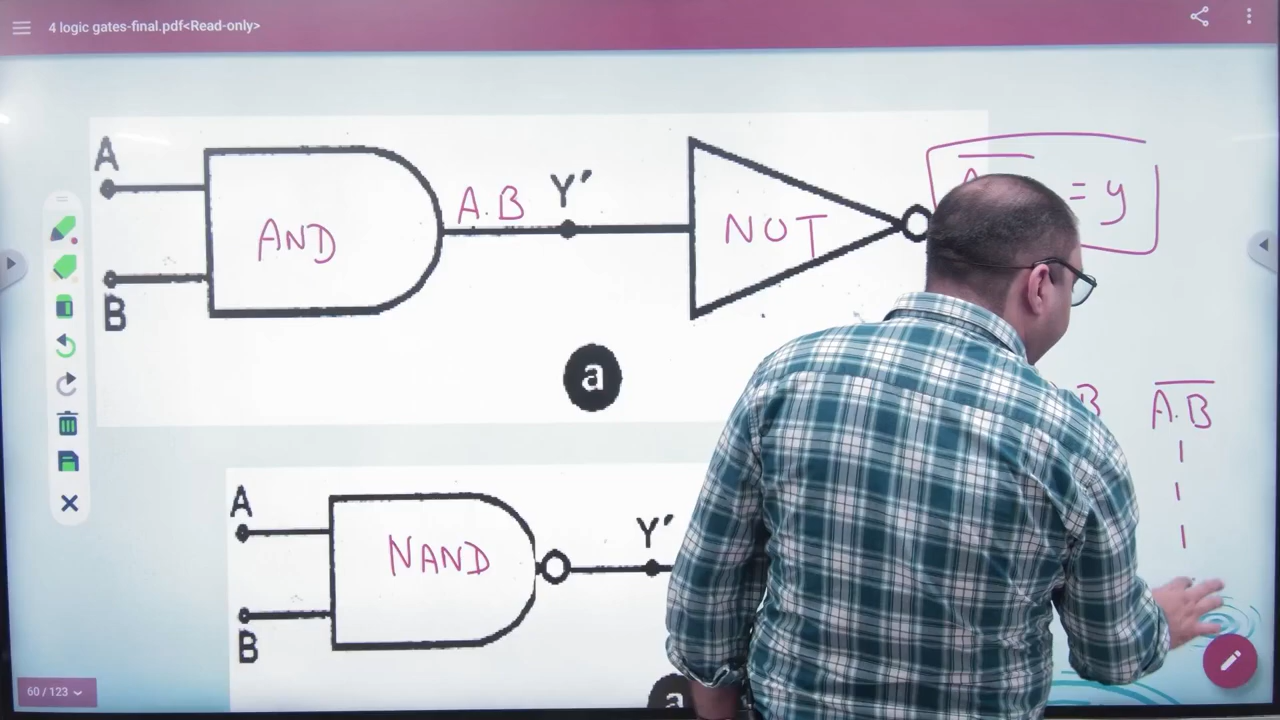 4 logic gates-final.pdf<Read-only>
A
A.B Y′
= y
AND
NOT
B
a
B
A̅.̅B̅
1
1
1
A
NAND
Y′
B
a
60 / 123